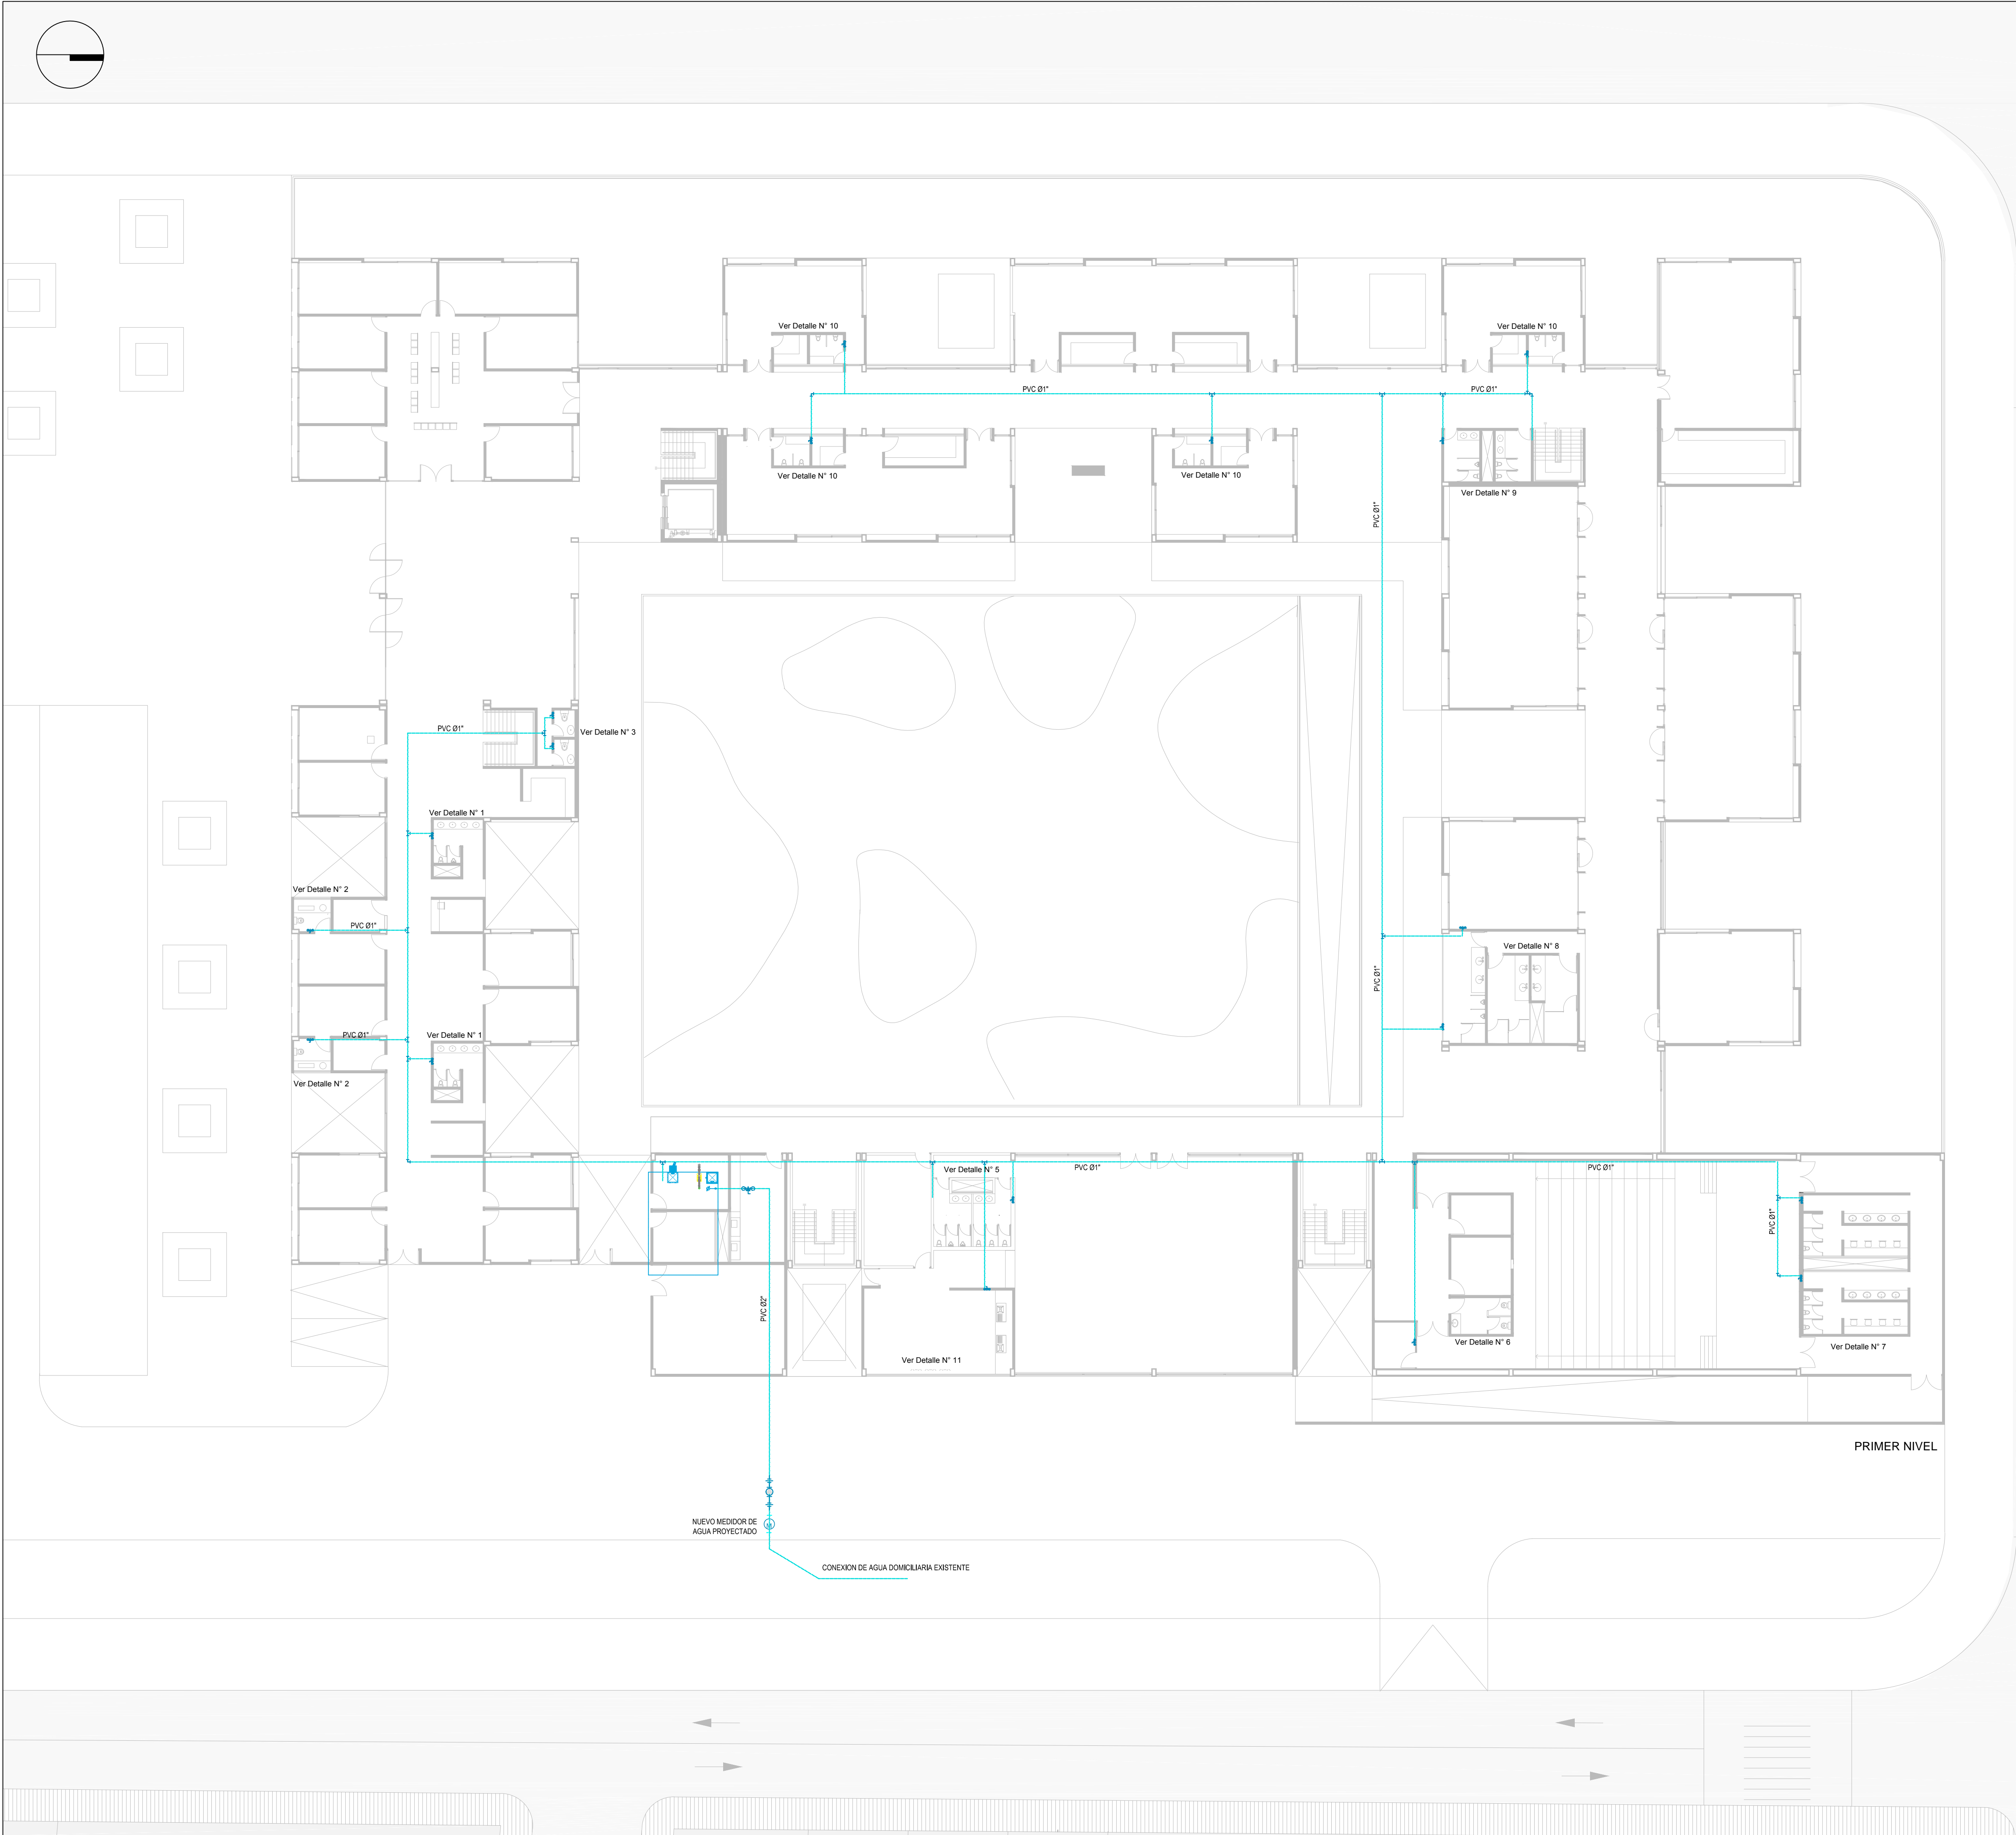 Ver Detalle N° 10
Ver Detalle N° 10
PVC Ø1"
PVC Ø1"
Ver Detalle N° 10
Ver Detalle N° 10
Ver Detalle N° 9
PVC Ø1"
PVC Ø1"
Ver Detalle N° 3
Ver Detalle N° 1
Ver Detalle N° 2
PVC Ø1"
Ver Detalle N° 8
PVC Ø1"
PVC Ø1"
Ver Detalle N° 1
Ver Detalle N° 2
Ver Detalle N° 5
PVC Ø1"
PVC Ø1"
PVC Ø1"
PVC Ø2"
Ver Detalle N° 6
Ver Detalle N° 7
Ver Detalle N° 11
PRIMER NIVEL
NUEVO MEDIDOR DE
AGUA PROYECTADO
M
CONEXION DE AGUA DOMICILIARIA EXISTENTE